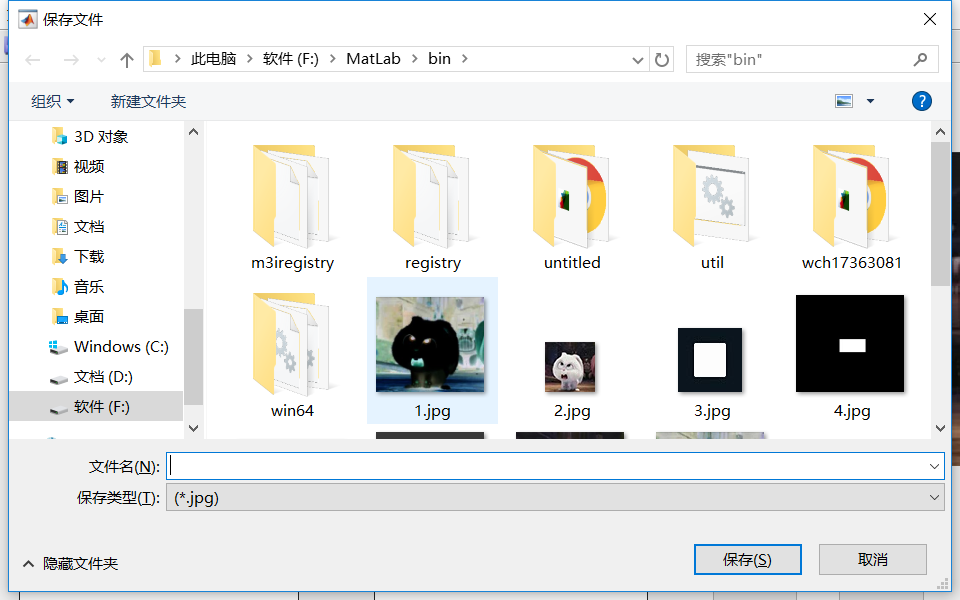 保存文件
此电脑 > 软件 (F:) > MatLab > bin >
搜索"bin"
组织
新建文件夹
?
3D 对象
视频
图片
文档
下载
音乐
桌面
Windows (C:)
文档 (D:)
软件 (F:)
m3iregistry
registry
untitled
util
wch17363081
win64
1.jpg
2.jpg
3.jpg
4.jpg
文件名(N):
保存类型(T):
(*.jpg)
隐藏文件夹
保存(S)
取消